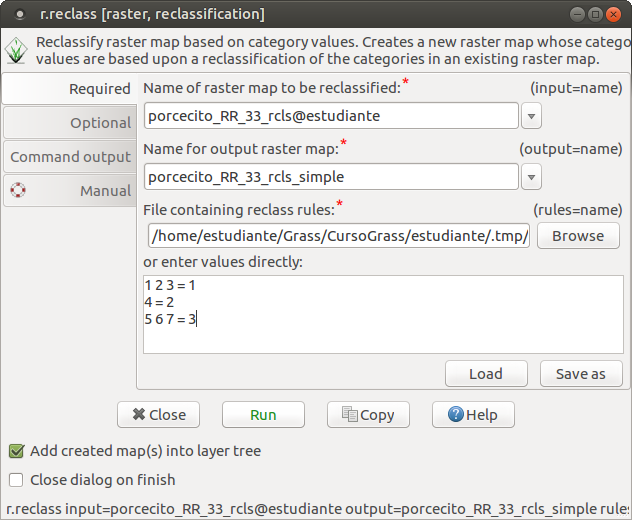 r.reclass [raster, reclassification]
Reclassify raster map based on category values. Creates a new raster map whose catego
values are based upon a reclassification of the categories in an existing raster map.
Required
Optional
Command output
Manual
Name of raster map to be reclassified:* (input=name)
porcecito_RR_33_rcls@estudiante
Name for output raster map:* (output=name)
porcecito_RR_33_rcls_simple
File containing reclass rules:* (rules=name)
/home/estudiante/Grass/CursoGrass/estudiante/.tmp/ Browse
or enter values directly:
1 2 3 = 1
4 = 2
5 6 7 = 3
Load Save as
Close Run Copy Help
Add created map(s) into layer tree
Close dialog on finish
r.reclass input=porcecito_RR_33_rcls@estudiante output=porcecito_RR_33_rcls_simple rules